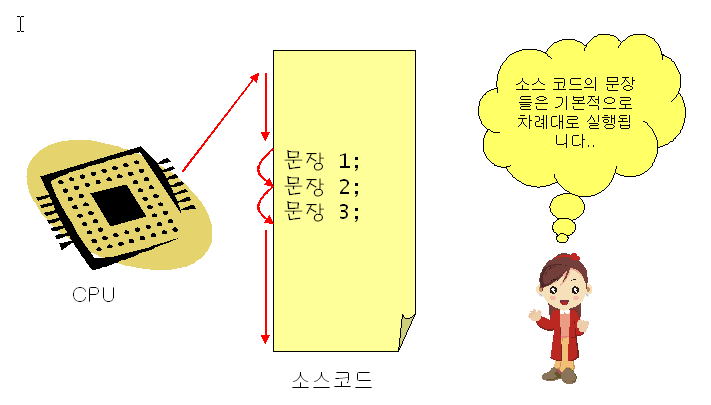 소스 코드의 문장
들은 기본적으로
차례대로 실행됩
니다..
문장 1;
문장 2;
문장 3;
CPU
소스코드